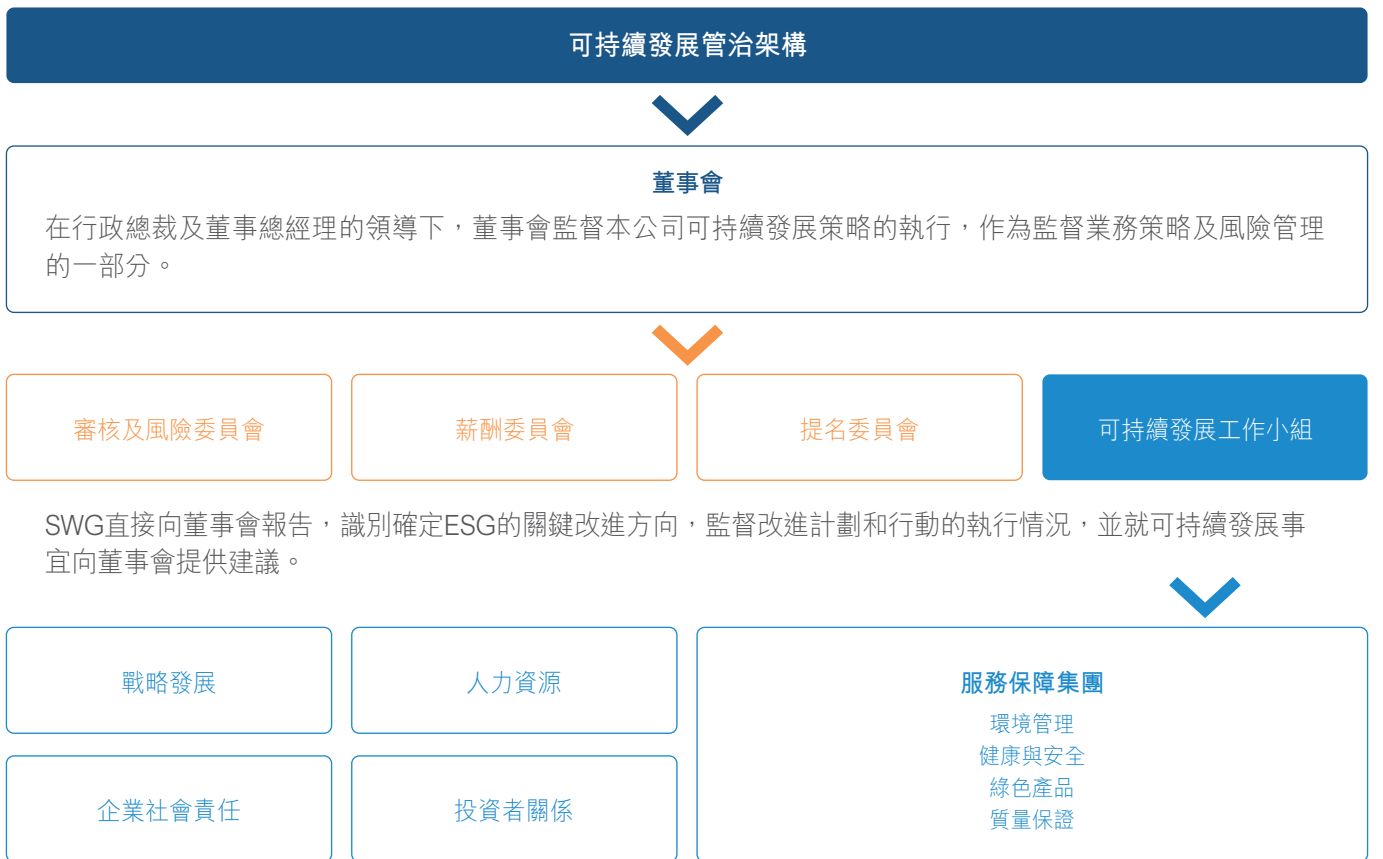 可持續發展管治架構
董事會
在行政總裁及董事總經理的領導下，董事會監督本公司可持續發展策略的執行，作為監督業務策略及風險管理
的一部分。
審核及風險委員會
薪酬委員會
提名委員會
可持續發展工作小組
SWG直接向董事會報告，識別確定ESG的關鍵改進方向，監督改進計劃和行動的執行情況，並就可持續發展事
宜向董事會提供建議。
戰略發展
人力資源
服務保障集團
環境管理
健康與安全
綠色產品
質量保證
企業社會責任
投資者關係